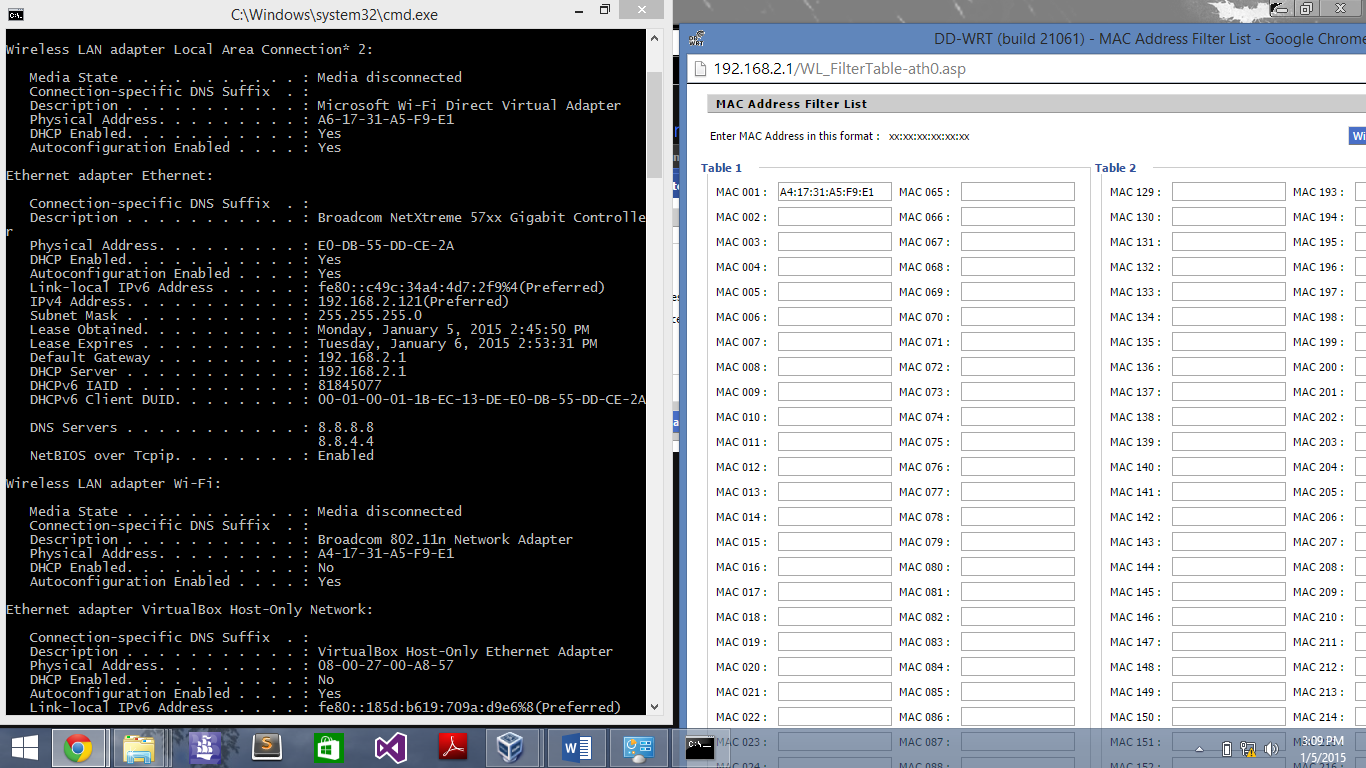 C:\Windows\system32\cmd.exe
Wireless LAN adapter Local Area Connection* 2:
Media State . . . . . . . . . . . : Media disconnected
Connection-specific DNS Suffix  . :
Description . . . . . . . . . . . : Microsoft Wi-Fi Direct Virtual Adapter
Physical Address. . . . . . . . . : A6-17-31-A5-F9-E1
DHCP Enabled. . . . . . . . . . . : Yes
Autoconfiguration Enabled . . . . : Yes
Ethernet adapter Ethernet:
Connection-specific DNS Suffix  . :
Description . . . . . . . . . . . : Broadcom NetXtreme 57xx Gigabit Controlle
r
Physical Address. . . . . . . . . : E0-DB-55-DD-CE-2A
DHCP Enabled. . . . . . . . . . . : Yes
Autoconfiguration Enabled . . . . : Yes
Link-local IPv6 Address . . . . . : fe80::c49c:34a4:4d7:2f9%4(Preferred)
IPv4 Address. . . . . . . . . . . : 192.168.2.121(Preferred)
Subnet Mask . . . . . . . . . . . : 255.255.255.0
Lease Obtained. . . . . . . . . . : Monday, January 5, 2015 2:45:50 PM
Lease Expires . . . . . . . . . . : Tuesday, January 6, 2015 2:53:31 PM
Default Gateway . . . . . . . . . : 192.168.2.1
DHCP Server . . . . . . . . . . . : 192.168.2.1
DHCPv6 IAID . . . . . . . . . . . : 81845077
DHCPv6 Client DUID. . . . . . . . : 00-01-00-01-1B-EC-13-DE-E0-DB-55-DD-CE-2A
DNS Servers . . . . . . . . . . . : 8.8.8.8
8.8.4.4
NetBIOS over Tcpip. . . . . . . . : Enabled
Wireless LAN adapter Wi-Fi:
Media State . . . . . . . . . . . : Media disconnected
Connection-specific DNS Suffix  . :
Description . . . . . . . . . . . : Broadcom 802.11n Network Adapter
Physical Address. . . . . . . . . : A4-17-31-A5-F9-E1
DHCP Enabled. . . . . . . . . . . : No
Autoconfiguration Enabled . . . . : Yes
Ethernet adapter VirtualBox Host-Only Network:
Connection-specific DNS Suffix  . :
Description . . . . . . . . . . . : VirtualBox Host-Only Ethernet Adapter
Physical Address. . . . . . . . . : 08-00-27-00-A8-57
DHCP Enabled. . . . . . . . . . . : No
Autoconfiguration Enabled . . . . : Yes
Link-local IPv6 Address . . . . . : fe80::185d:b619:709a:d9e6%8(Preferred)
DD-WRT (build 21061) - MAC Address Filter List - Google Chrome
192.168.2.1/WL_FilterTable-ath0.asp
MAC Address Filter List
Enter MAC Address in this format : xx:xx:xx:xx:xx:xx
Wi
Table 1
Table 2
MAC 001 : A4:17:31:A5:F9:E1 MAC 065 : MAC 129 : MAC 193 :
MAC 002 : MAC 066 : MAC 130 : MAC 194 :
MAC 003 : MAC 067 : MAC 131 : MAC 195 :
MAC 004 : MAC 068 : MAC 132 : MAC 196 :
MAC 005 : MAC 069 : MAC 133 : MAC 197 :
MAC 006 : MAC 070 : MAC 134 : MAC 198 :
MAC 007 : MAC 071 : MAC 135 : MAC 199 :
MAC 008 : MAC 072 : MAC 136 : MAC 200 :
MAC 009 : MAC 073 : MAC 137 : MAC 201 :
MAC 010 : MAC 074 : MAC 138 : MAC 202 :
MAC 011 : MAC 075 : MAC 139 : MAC 203 :
MAC 012 : MAC 076 : MAC 140 : MAC 204 :
MAC 013 : MAC 077 : MAC 141 : MAC 205 :
MAC 014 : MAC 078 : MAC 142 : MAC 206 :
MAC 015 : MAC 079 : MAC 143 : MAC 207 :
MAC 016 : MAC 080 : MAC 144 : MAC 208 :
MAC 017 : MAC 081 : MAC 145 : MAC 209 :
MAC 018 : MAC 082 : MAC 146 : MAC 210 :
MAC 019 : MAC 083 : MAC 147 : MAC 211 :
MAC 020 : MAC 084 : MAC 148 : MAC 212 :
MAC 021 : MAC 085 : MAC 149 : MAC 213 :
MAC 022 : MAC 086 : MAC 150 : MAC 214 :
MAC 023 : MAC 087 : MAC 151 :
MAC 024 : MAC 088 : MAC 152 :
3:09 PM
1/5/2015